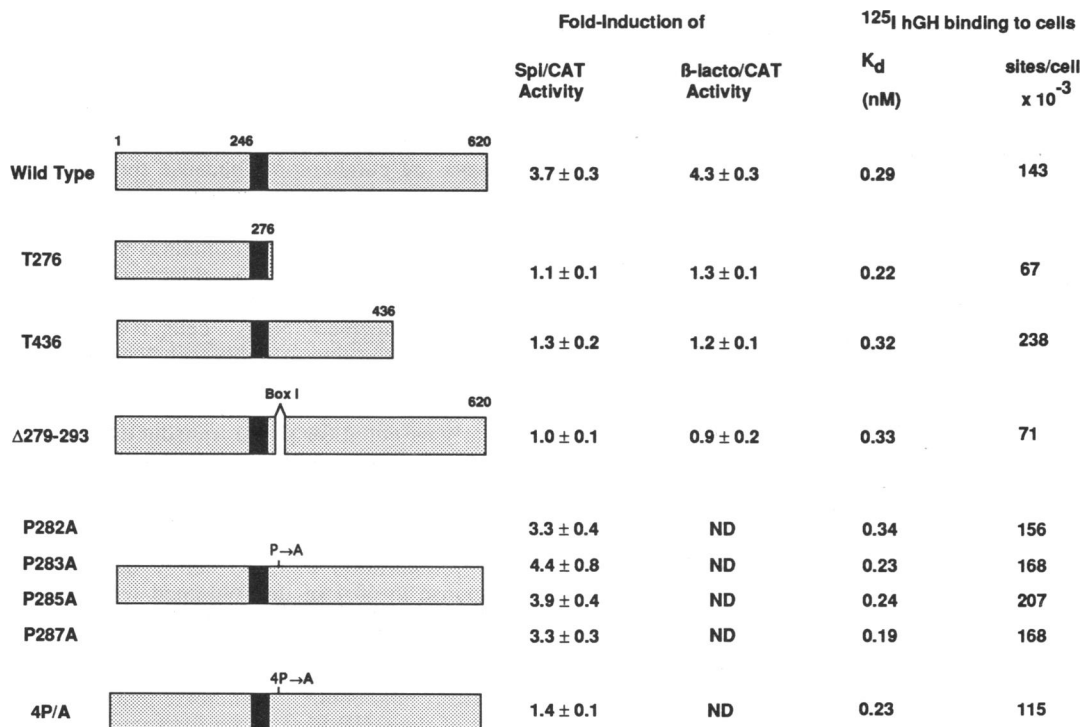 Fold-Induction of ¹²⁵I hGH binding to cells
Spi/CAT Activity ß-lacto/CAT Activity Kd (nM) sites/cell x 10⁻³
1 246 620
Wild Type 3.7 ± 0.3 4.3 ± 0.3 0.29 143
276
T276 1.1 ± 0.1 1.3 ± 0.1 0.22 67
436
T436 1.3 ± 0.2 1.2 ± 0.1 0.32 238
Box I 620
Δ279-293 1.0 ± 0.1 0.9 ± 0.2 0.33 71
P282A 3.3 ± 0.4 ND 0.34 156
P→A
P283A 4.4 ± 0.8 ND 0.23 168
P285A 3.9 ± 0.4 ND 0.24 207
P287A 3.3 ± 0.3 ND 0.19 168
4P→A
4P/A 1.4 ± 0.1 ND 0.23 115